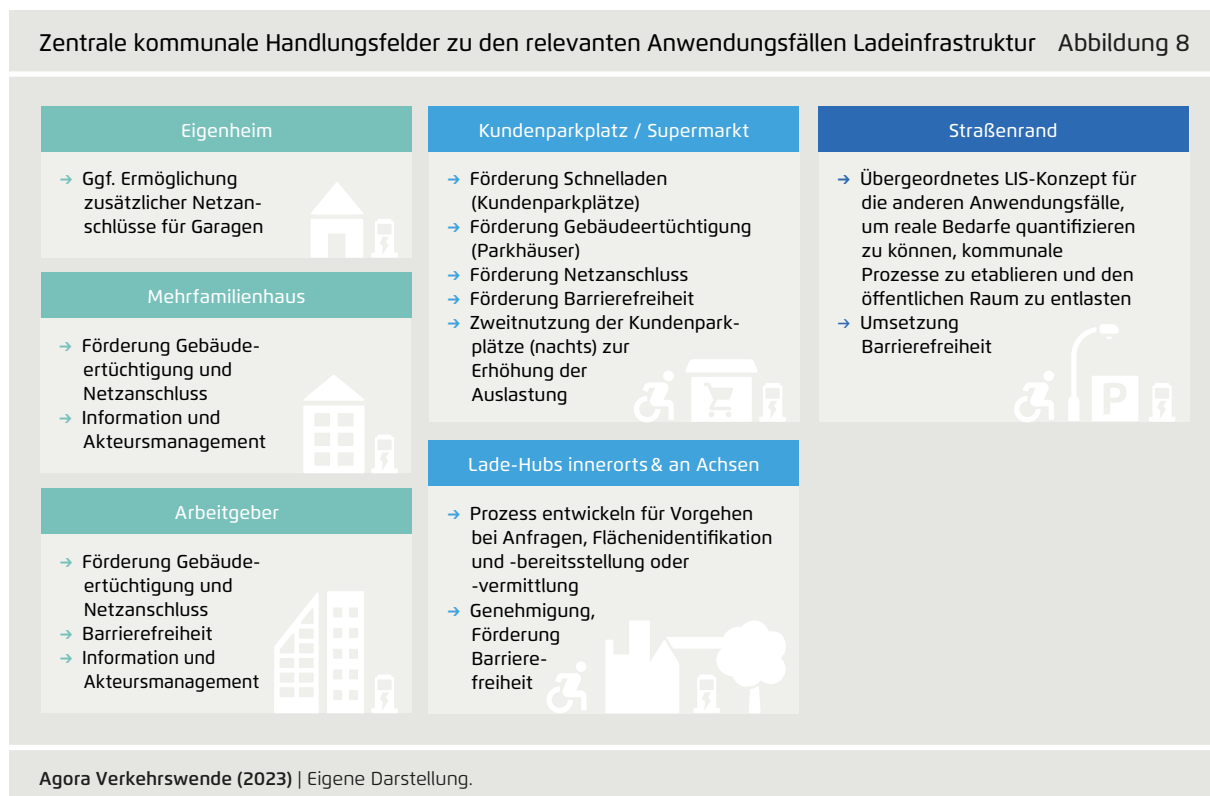 Zentrale kommunale Handlungsfelder zu den relevanten Anwendungsfällen Ladeinfrastruktur Abbildung 8
Eigenheim
→ Ggf. Ermöglichung
zusätzlicher Netzan-
schlüsse für Garagen
Mehrfamilienhaus
→ Förderung Gebäude-
ertüchtigung und
Netzanschluss
→ Information und
Akteursmanagement
Arbeitgeber
→ Förderung Gebäude-
ertüchtigung und
Netzanschluss
→ Barrierefreiheit
→ Information und
Akteursmanagement
Kundenparkplatz / Supermarkt
→ Förderung Schnelladen
(Kundenparkplätze)
→ Förderung Gebäudeertüchtigung
(Parkhäuser)
→ Förderung Netzanschluss
→ Förderung Barrierefreiheit
→ Zweitnutzung der Kundenpark-
plätze (nachts) zur
Erhöhung der
Auslastung
Lade-Hubs innerorts & an Achsen
→ Prozess entwickeln für Vorgehen
bei Anfragen, Flächenidentifikation
und -bereitsstellung oder
-vermittlung
→ Genehmigung,
Förderung
Barriere-
freiheit
Straßenrand
→ Übergeordnetes LIS-Konzept für
die anderen Anwendungsfälle,
um reale Bedarfe quantifizieren
zu können, kommunale
Prozesse zu etablieren und den
öffentlichen Raum zu entlasten
→ Umsetzung
Barrierefreiheit
P
Agora Verkehrswende (2023) | Eigene Darstellung.